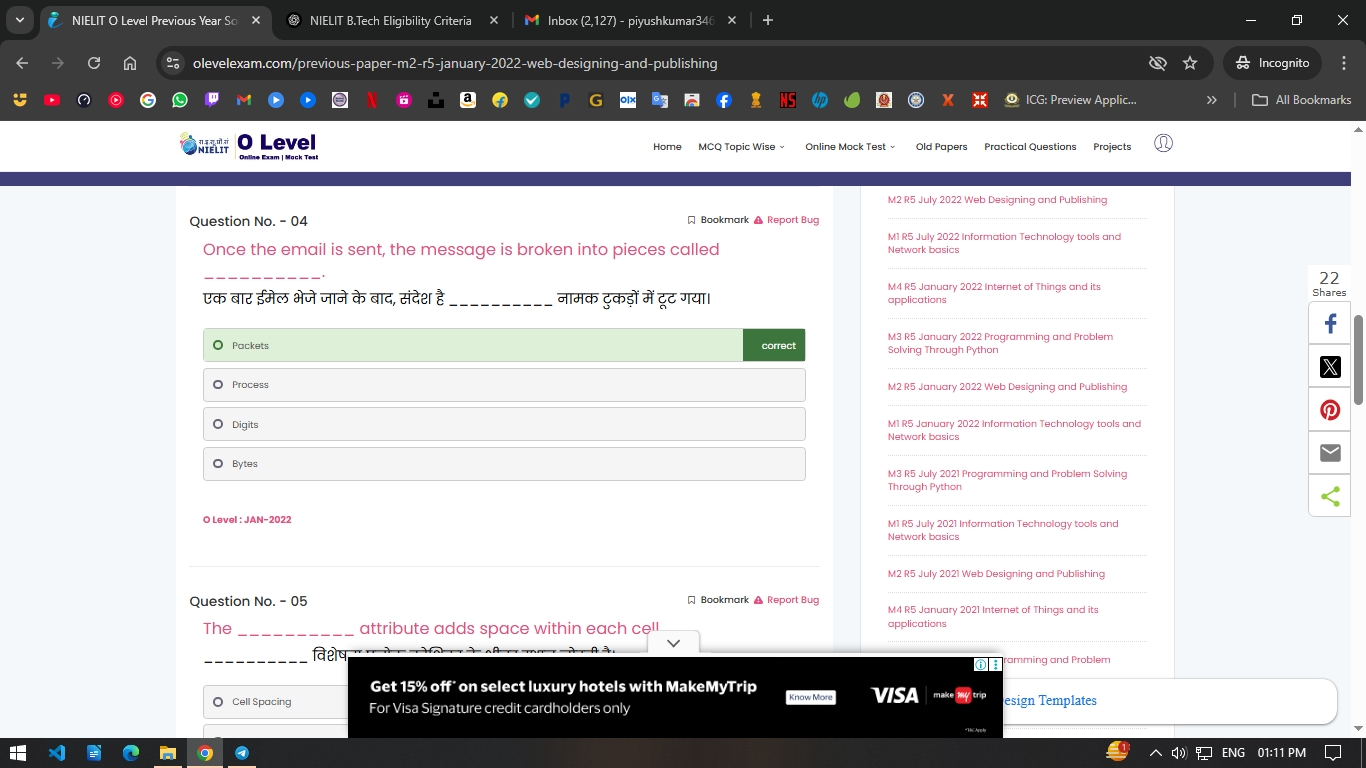 NIELIT O Level Previous Year So
NIELIT B.Tech Eligibility Criteria
Inbox (2,127) - piyushkumar346
olevelexam.com/previous-paper-m2-r5-january-2022-web-designing-and-publishing
Incognito
ICG: Preview Applic...
All Bookmarks
रा.इ.सू.प्रौ.सं
NIELIT
O Level
Online Exam | Mock Test
Home
MCQ Topic Wise
Online Mock Test
Old Papers
Practical Questions
Projects
Question No. - 04
Bookmark
Report Bug
Once the email is sent, the message is broken into pieces called
__________.
एक बार ईमेल भेजे जाने के बाद, संदेश है __________ नामक टुकड़ों में टूट गया।
Packets
correct
Process
Digits
Bytes
O Level : JAN-2022
Question No. - 05
Bookmark
Report Bug
The __________ attribute adds space within each cell
__________ विशेषता
Cell Spacing
M2 R5 July 2022 Web Designing and Publishing
M1 R5 July 2022 Information Technology tools and
Network basics
M4 R5 January 2022 Internet of Things and its
applications
M3 R5 January 2022 Programming and Problem
Solving Through Python
M2 R5 January 2022 Web Designing and Publishing
M1 R5 January 2022 Information Technology tools and
Network basics
M3 R5 July 2021 Programming and Problem Solving
Through Python
M1 R5 July 2021 Information Technology tools and
Network basics
M2 R5 July 2021 Web Designing and Publishing
M4 R5 January 2021 Internet of Things and its
applications
ramming and Problem
esign Templates
22
Shares
Get 15% off* on select luxury hotels with MakeMyTrip
For Visa Signature credit cardholders only
Know More
VISA
make my trip
*T&C Apply
ENG
01:11 PM